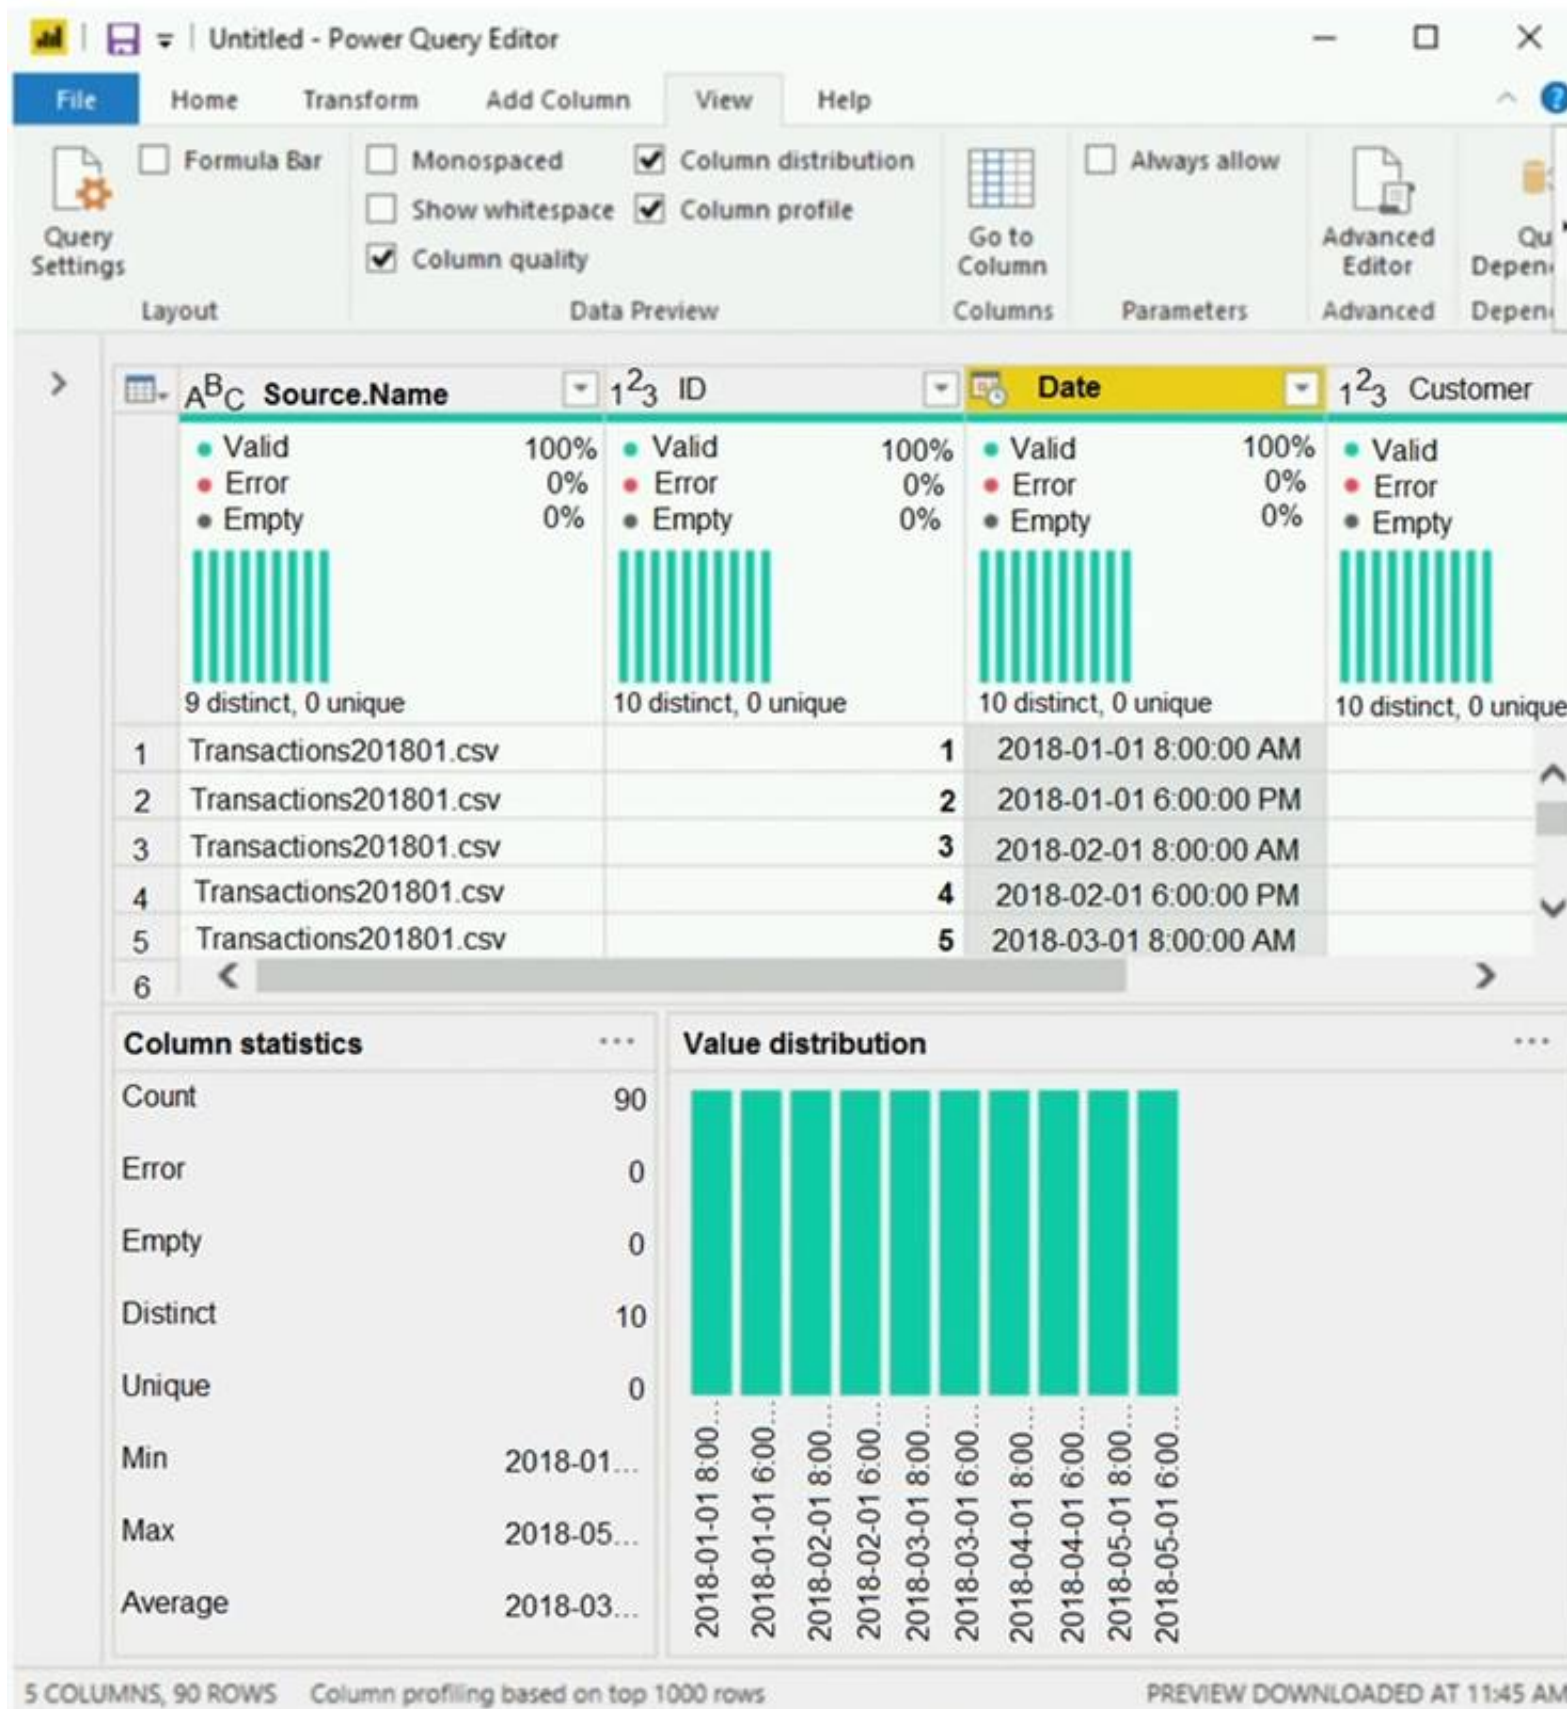 Untitled - Power Query Editor
File Home Transform Add Column View Help
Formula Bar Monospaced Column distribution Always allow
Show whitespace Column profile
Column quality
Query Settings
Go to Column
Advanced Editor
Qu
Depen
Layout Data Preview Columns Parameters Advanced Depen
ABC Source.Name 123 ID Date 123 Customer
Valid 100% Valid 100% Valid 100% Valid
Error 0% Error 0% Error 0% Error
Empty 0% Empty 0% Empty 0% Empty
9 distinct, 0 unique 10 distinct, 0 unique 10 distinct, 0 unique 10 distinct, 0 unique
1 Transactions201801.csv 1 2018-01-01 8:00:00 AM
2 Transactions201801.csv 2 2018-01-01 6:00:00 PM
3 Transactions201801.csv 3 2018-02-01 8:00:00 AM
4 Transactions201801.csv 4 2018-02-01 6:00:00 PM
5 Transactions201801.csv 5 2018-03-01 8:00:00 AM
6
Column statistics ... Value distribution ...
Count 90
Error 0
Empty 0
Distinct 10
Unique 0
Min 2018-01...
Max 2018-05...
Average 2018-03...
2018-01-01 8:00...
2018-01-01 6:00...
2018-02-01 8:00...
2018-02-01 6:00...
2018-03-01 8:00...
2018-03-01 6:00...
2018-04-01 8:00...
2018-04-01 6:00...
2018-05-01 8:00...
2018-05-01 6:00...
5 COLUMNS, 90 ROWS Column profiling based on top 1000 rows PREVIEW DOWNLOADED AT 11:45 AM